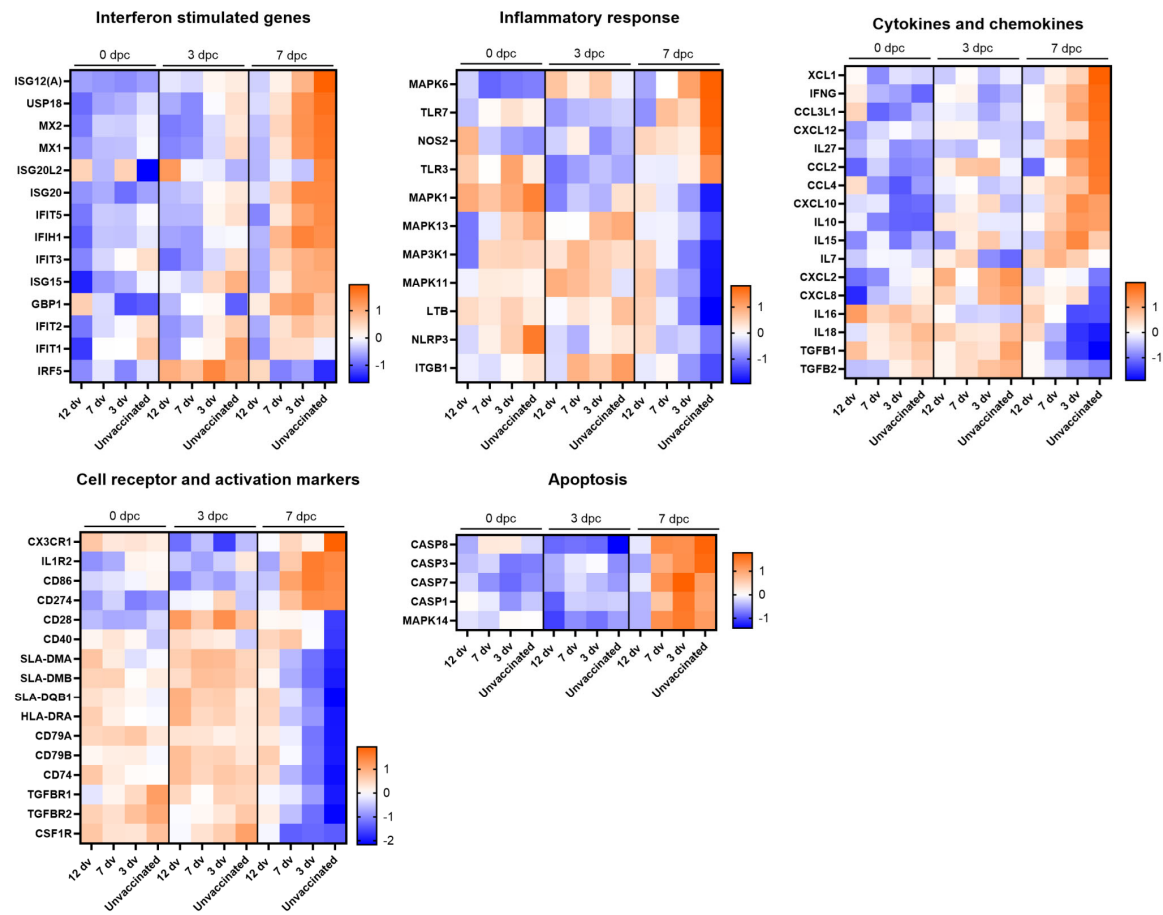 Interferon stimulated genes
0 dpc 3 dpc 7 dpc
ISG12(A)
USP18
MX2
MX1
ISG20L2
ISG20
IFIT5
IFIH1
IFIT3
ISG15
GBP1
IFIT2
IFIT1
IRF5
1
0
-1
12 dv 7 dv 3 dv Unvaccinated 12 dv 7 dv 3 dv Unvaccinated 12 dv 7 dv 3 dv Unvaccinated
Inflammatory response
0 dpc 3 dpc 7 dpc
MAPK6
TLR7
NOS2
TLR3
MAPK1
MAPK13
MAP3K1
MAPK11
LTB
NLRP3
ITGB1
1
0
-1
12 dv 7 dv 3 dv Unvaccinated 12 dv 7 dv 3 dv Unvaccinated 12 dv 7 dv 3 dv Unvaccinated
Cytokines and chemokines
0 dpc 3 dpc 7 dpc
XCL1
IFNG
CCL3L1
CXCL12
IL27
CCL2
CCL4
CXCL10
IL10
IL15
IL7
CXCL2
CXCL8
IL16
IL18
TGFB1
TGFB2
1
0
-1
12 dv 7 dv 3 dv Unvaccinated 12 dv 7 dv 3 dv Unvaccinated 12 dv 7 dv 3 dv Unvaccinated
Cell receptor and activation markers
0 dpc 3 dpc 7 dpc
CX3CR1
IL1R2
CD86
CD274
CD28
CD40
SLA-DMA
SLA-DMB
SLA-DQB1
HLA-DRA
CD79A
CD79B
CD74
TGFBR1
TGFBR2
CSF1R
1
0
-1
-2
12 dv 7 dv 3 dv Unvaccinated 12 dv 7 dv 3 dv Unvaccinated 12 dv 7 dv 3 dv Unvaccinated
Apoptosis
0 dpc 3 dpc 7 dpc
CASP8
CASP3
CASP7
CASP1
MAPK14
1
0
-1
12 dv 7 dv 3 dv Unvaccinated 12 dv 7 dv 3 dv Unvaccinated 12 dv 7 dv 3 dv Unvaccinated